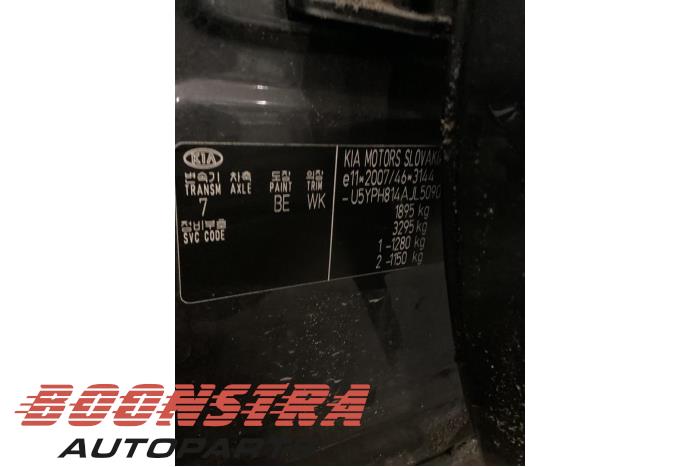 KIA
변속기 차축 도장 외장
TRANSM AXLE PAINT TRIM
7 BE WK
정비부호
SVC CODE
KIA MOTORS SLOVAKIA
e11*2007/46*3144
-U5YPH814AJL5090
1895 kg
3295 kg
1 -1280 kg
2 -1150 kg
BOONSTRA
AUTOPARTS